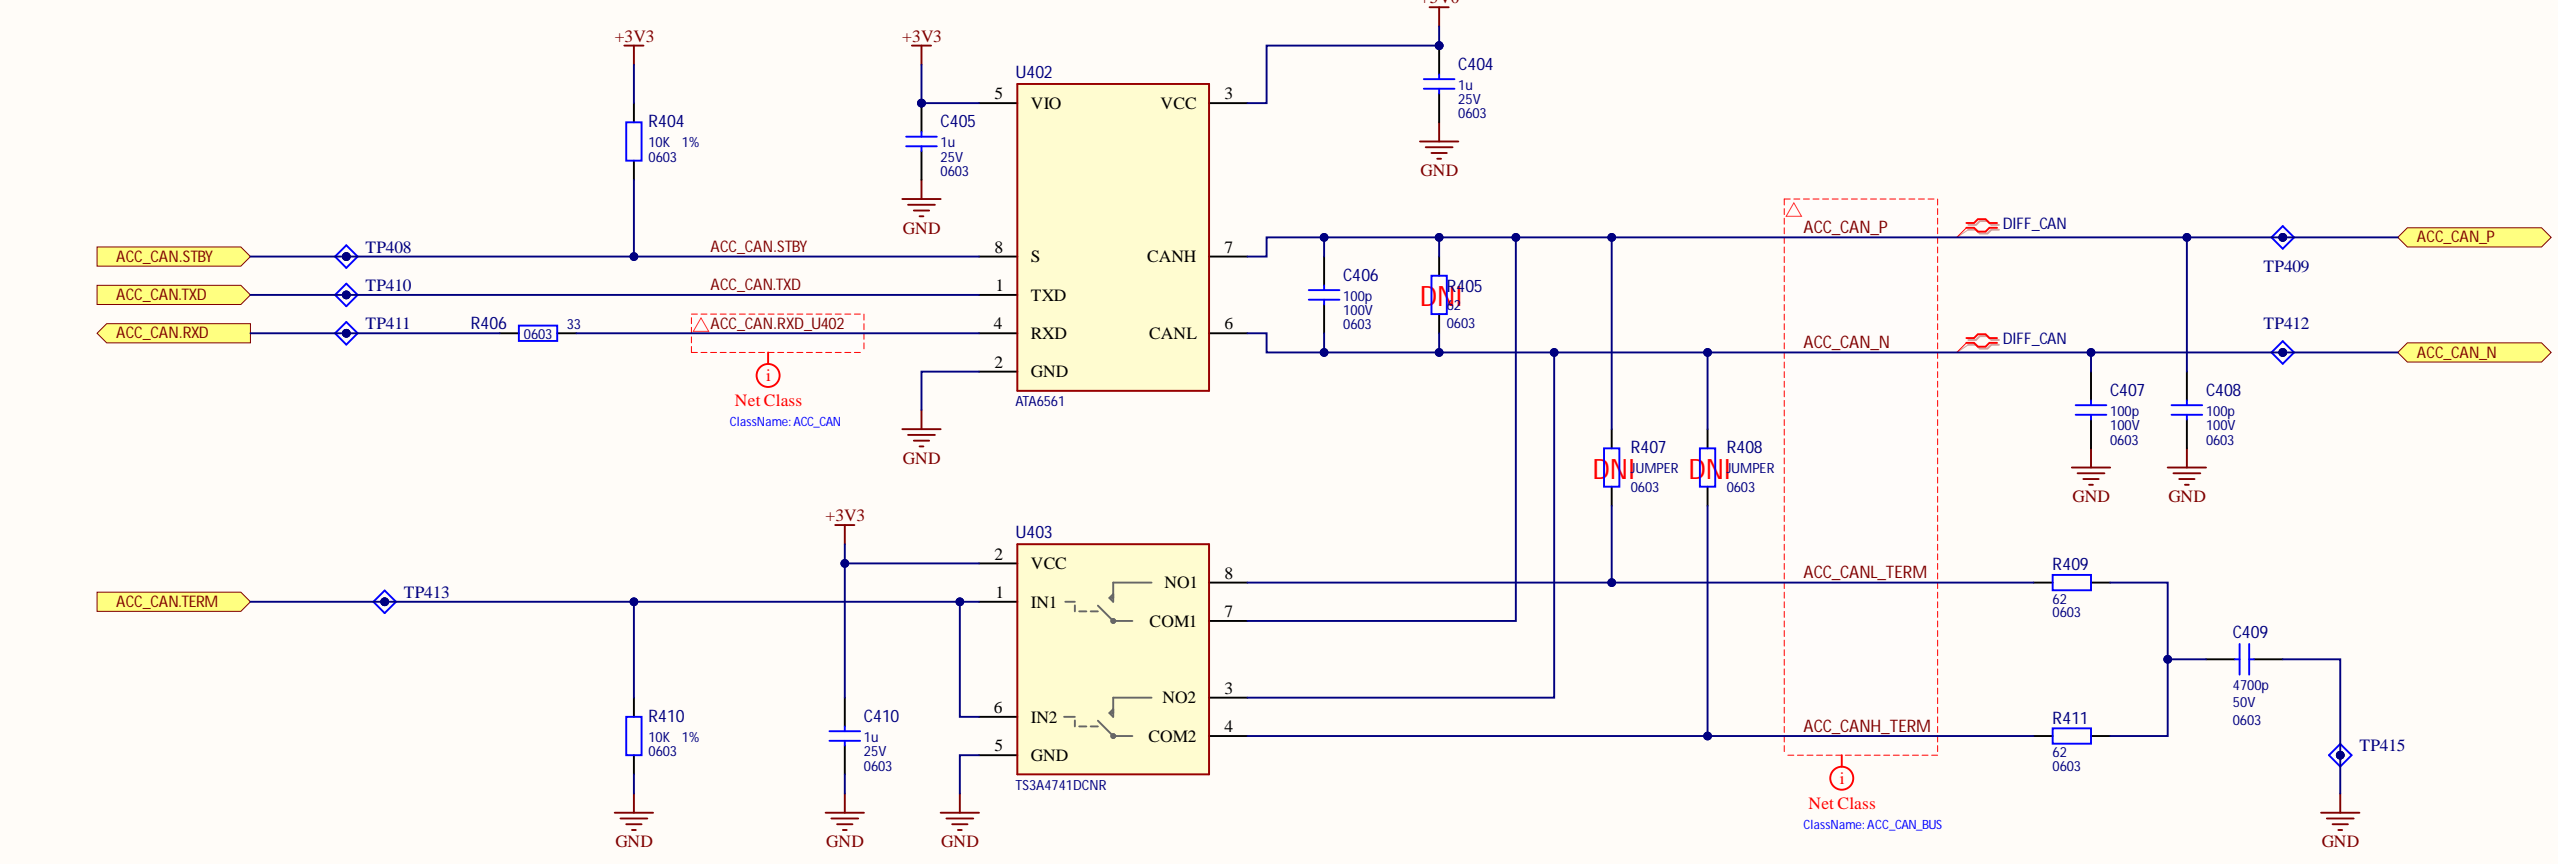 +3V3
+3V3
U402
5
VIO
VCC
3
C404
1u
25V
0603
GND
R404
10K 1%
0603
C405
1u
25V
0603
GND
ACC_CAN.STBY
TP408
ACC_CAN.STBY
8
S
CANH
7
ACC_CAN.TXD
TP410
ACC_CAN.TXD
1
TXD
ACC_CAN.RXD
TP411
R406
0603
33
ACC_CAN.RXD_U402
4
RXD
CANL
6
2
GND
ATA6561
Net Class
ClassName: ACC_CAN
GND
C406
100p
100V
0603
DNI
R405
62
0603
ACC_CAN_P
DIFF_CAN
TP409
ACC_CAN_P
ACC_CAN_N
DIFF_CAN
TP412
ACC_CAN_N
C407
100p
100V
0603
GND
C408
100p
100V
0603
GND
R407
DNI
JUMPER
0603
R408
DNI
JUMPER
0603
+3V3
U403
2
VCC
NO1
8
ACC_CANL_TERM
R409
62
0603
ACC_CAN.TERM
TP413
1
IN1
COM1
7
NO2
3
6
IN2
COM2
4
ACC_CANH_TERM
R411
62
0603
5
GND
TS3A4741DCNR
R410
10K 1%
0603
GND
C410
1u
25V
0603
GND
GND
C409
4700p
50V
0603
TP415
GND
Net Class
ClassName: ACC_CAN_BUS